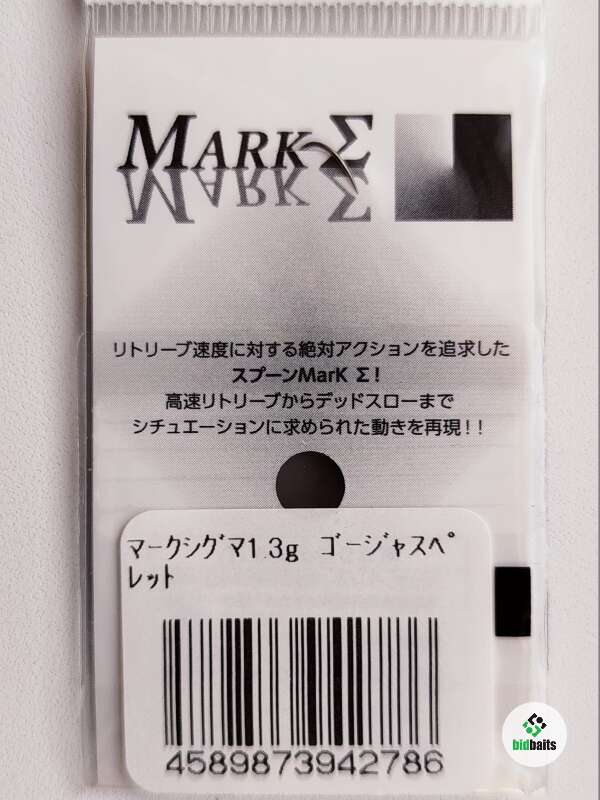 MARK Σ
リトリーブ速度に対する絶対アクションを追求した
スプーンMarK Σ!
高速リトリーブからデッドスローまで
シチュエーションに求められた動きを再現!!
マークシグマ1.3g ゴージャスペ
レット
4589873942786
bidbaits